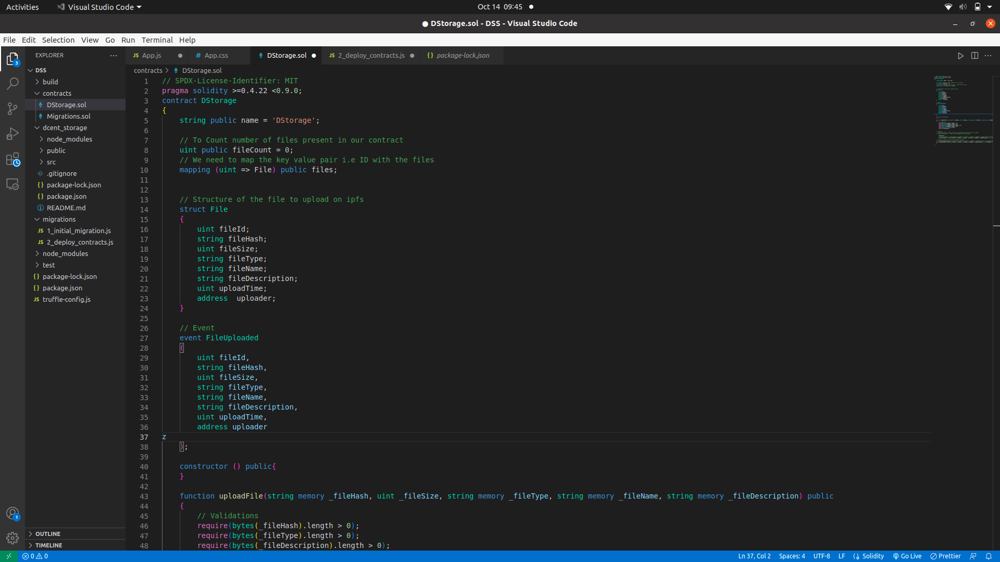 Activities Visual Studio Code Oct 14 09:45
DStorage.sol - DSS - Visual Studio Code
File Edit Selection View Go Run Terminal Help
EXPLORER
3
DSS
build
contracts
DStorage.sol
Migrations.sol
dcent_storage
node_modules
public
src
.gitignore
package-lock.json
package.json
README.md
migrations
JS 1_initial_migration.js
JS 2_deploy_contracts.js
node_modules
test
package-lock.json
package.json
JS truffle-config.js
1
OUTLINE
TIMELINE
JS App.js # App.css DStorage.sol JS 2_deploy_contracts.js {} package-lock.json
contracts > DStorage.sol
1 // SPDX-License-Identifier: MIT
2 pragma solidity >=0.4.22 <0.9.0;
3 contract DStorage
4 {
5 string public name = 'DStorage';
6
7 // To Count number of files present in our contract
8 uint public fileCount = 0;
9 // We need to map the key value pair i.e ID with the files
10 mapping (uint => File) public files;
11
12
13 // Structure of the file to upload on ipfs
14 struct File
15 {
16 uint fileId;
17 string fileHash;
18 uint fileSize;
19 string fileType;
20 string fileName;
21 string fileDescription;
22 uint uploadTime;
23 address  uploader;
24 }
25
26 // Event
27 event FileUploaded
28 (
29 uint fileId,
30 string fileHash,
31 uint fileSize,
32 string fileType,
33 string fileName,
34 string fileDescription,
35 uint uploadTime,
36 address uploader
37 z
38 );
39
40 constructor () public{
41 }
42
43 function uploadFile(string memory _fileHash, uint _fileSize, string memory _fileType, string memory _fileName, string memory _fileDescription) public
44 {
45 // Validations
46 require(bytes(_fileHash).length > 0);
47 require(bytes(_fileType).length > 0);
48 require(bytes(_fileDescription).length > 0);
0 0 Ln 37, Col 2 Spaces: 4 UTF-8 LF Solidity Go Live Prettier